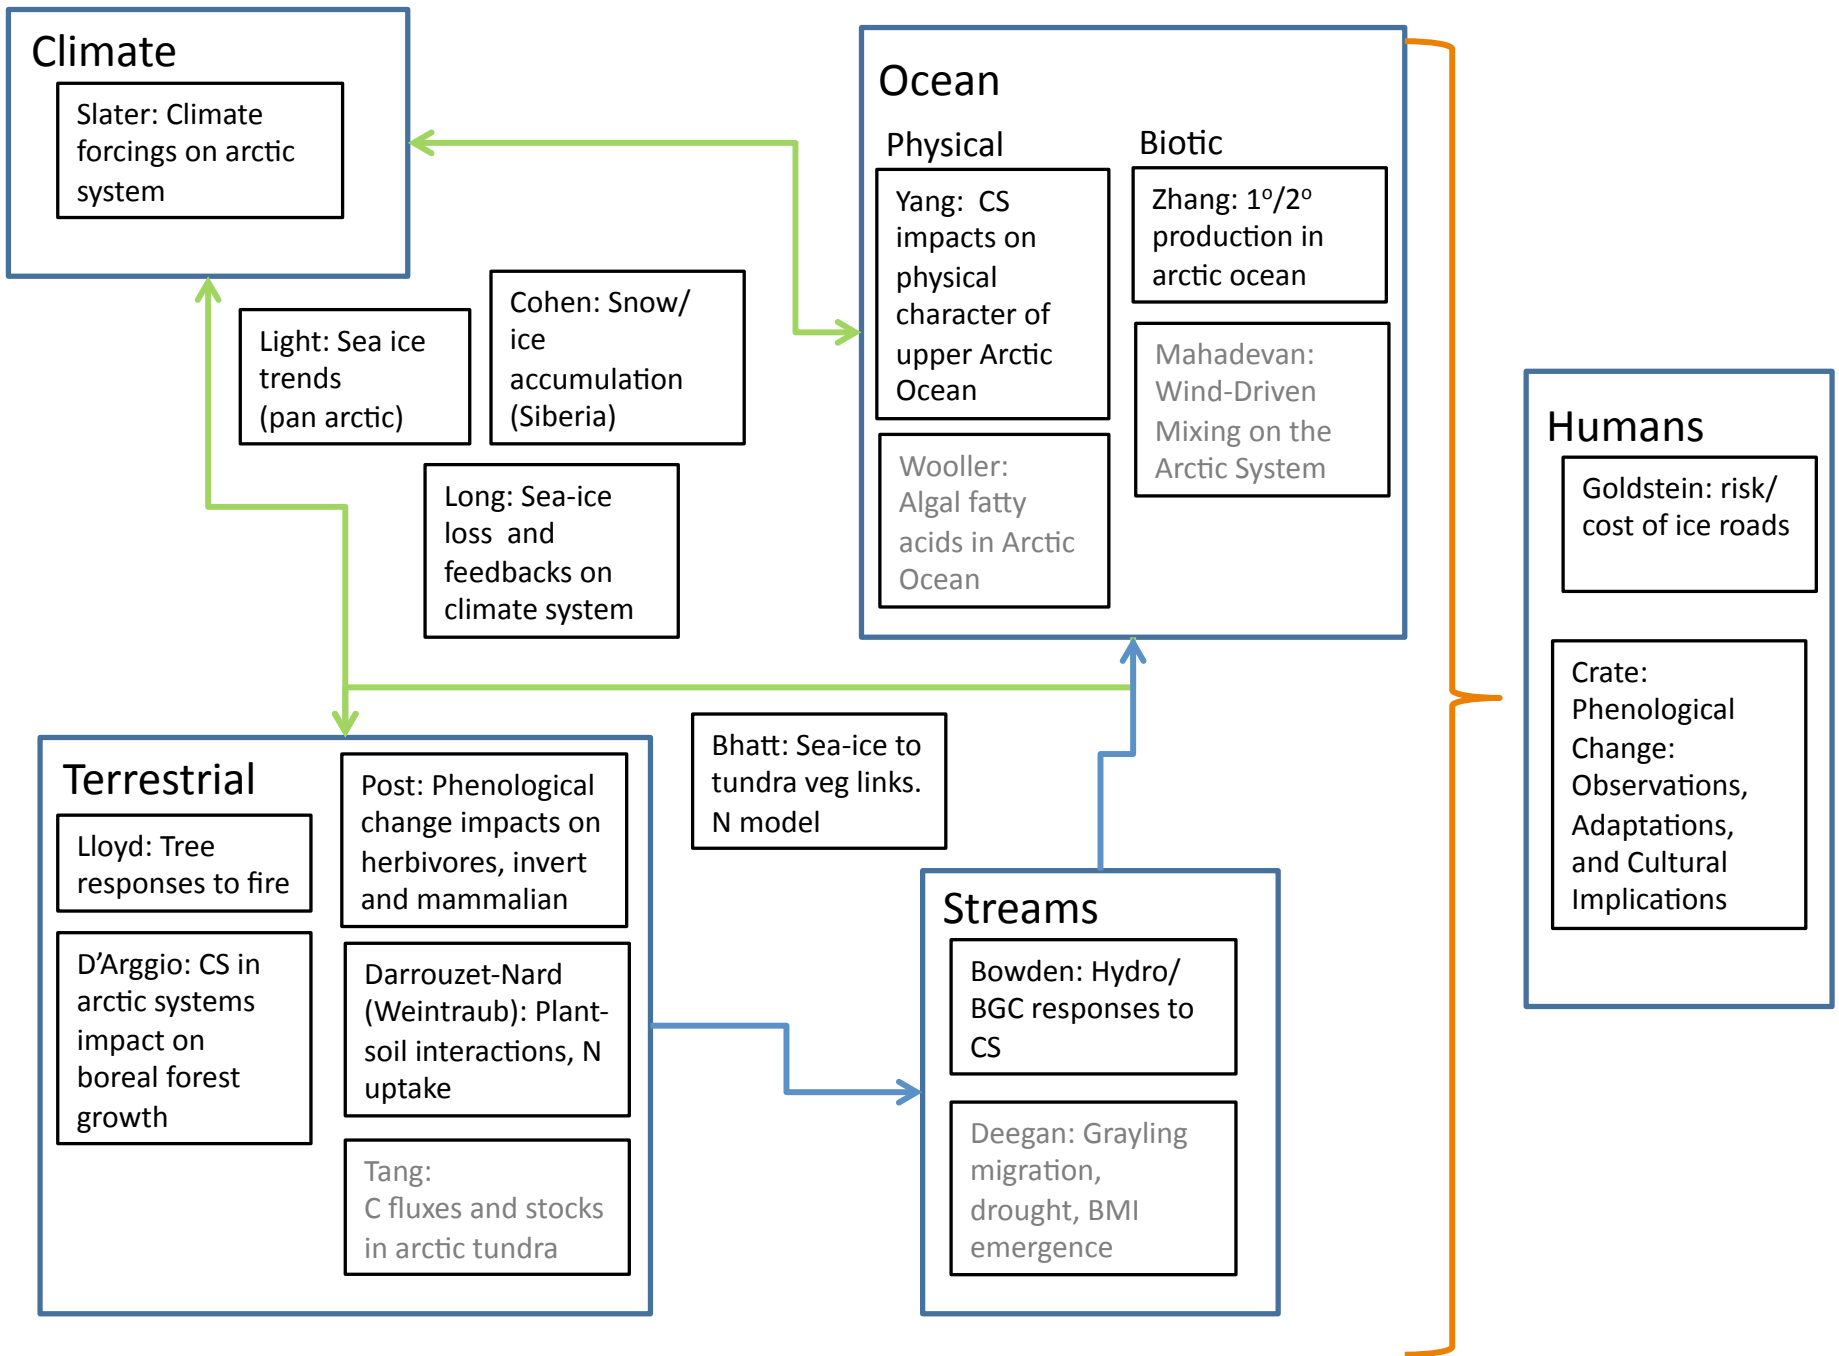 Climate
Slater: Climate
forcings on arctic
system
Light: Sea ice
trends
(pan arctic)
Cohen: Snow/
ice
accumulation
(Siberia)
Long: Sea-ice
loss and
feedbacks on
climate system
Ocean
Physical
Yang: CS
impacts on
physical
character of
upper Arctic
Ocean
Wooller:
Algal fatty
acids in Arctic
Ocean
Biotic
Zhang: 1º/2º
production in
arctic ocean
Mahadevan:
Wind-Driven
Mixing on the
Arctic System
Humans
Goldstein: risk/
cost of ice roads
Crate:
Phenological
Change:
Observations,
Adaptations,
and Cultural
Implications
Terrestrial
Lloyd: Tree
responses to fire
D’Arggio: CS in
arctic systems
impact on
boreal forest
growth
Post: Phenological
change impacts on
herbivores, invert
and mammalian
Darrouzet-Nard
(Weintraub): Plant-
soil interactions, N
uptake
Tang:
C fluxes and stocks
in arctic tundra
Bhatt: Sea-ice to
tundra veg links.
N model
Streams
Bowden: Hydro/
BGC responses to
CS
Deegan: Grayling
migration,
drought, BMI
emergence